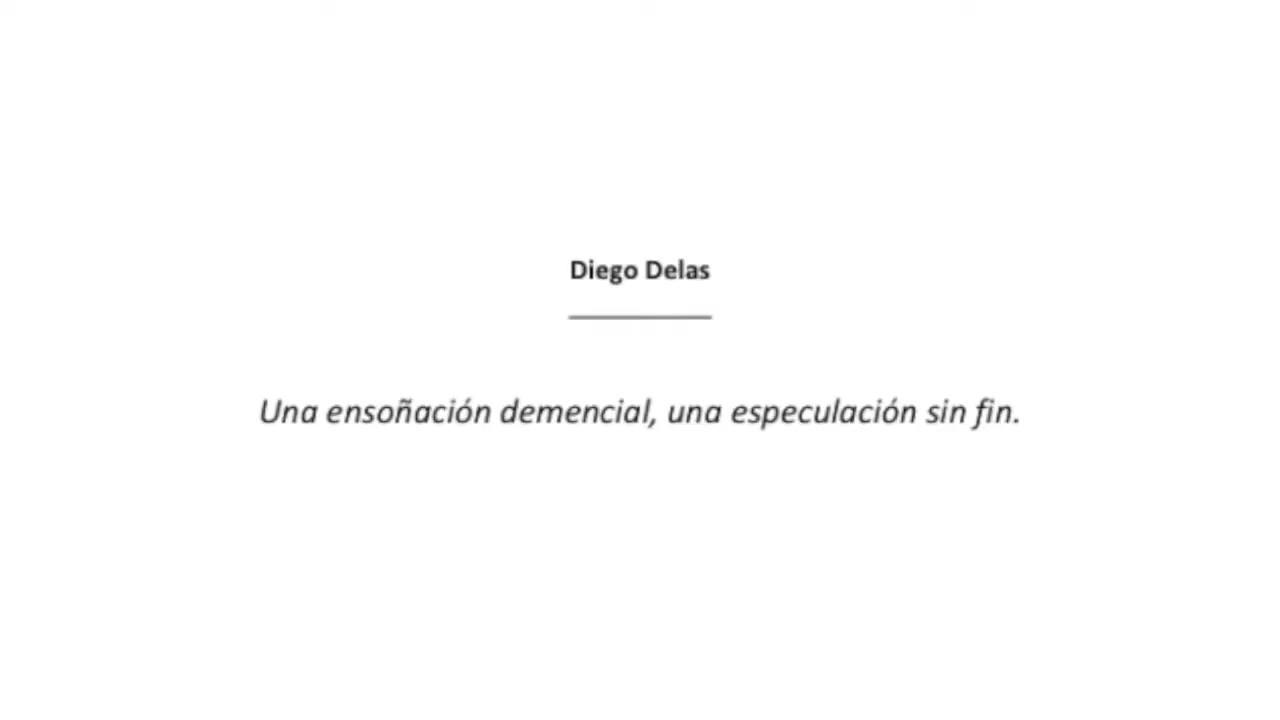 Diego Delas
Una ensoñación demencial, una especulación sin fin.